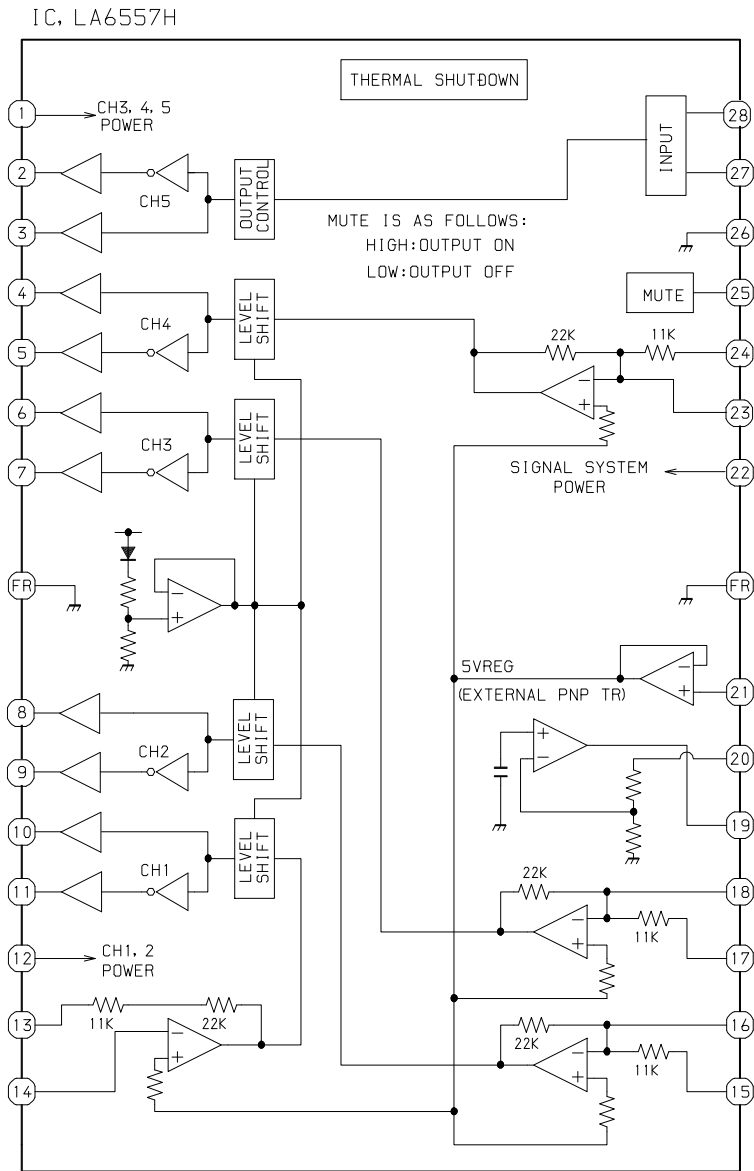 IC, LA6557H
THERMAL SHUTDOWN
1
CH3, 4, 5
POWER
28
INPUT
2
CH5
OUTPUT
CONTROL
27
3
MUTE IS AS FOLLOWS:
HIGH:OUTPUT ON
LOW:OUTPUT OFF
26
4
MUTE
25
CH4
LEVEL
SHIFT
22K
11K
24
5
-
+
6
23
CH3
LEVEL
SHIFT
7
SIGNAL SYSTEM
POWER
22
FR
-
+
FR
5VREG
(EXTERNAL PNP TR)
-
+
21
8
CH2
LEVEL
SHIFT
9
+
-
20
10
19
CH1
LEVEL
SHIFT
11
22K
18
-
+
11K
17
12
CH1, 2
POWER
13
11K
22K
16
22K
-
+
-
+
11K
14
15